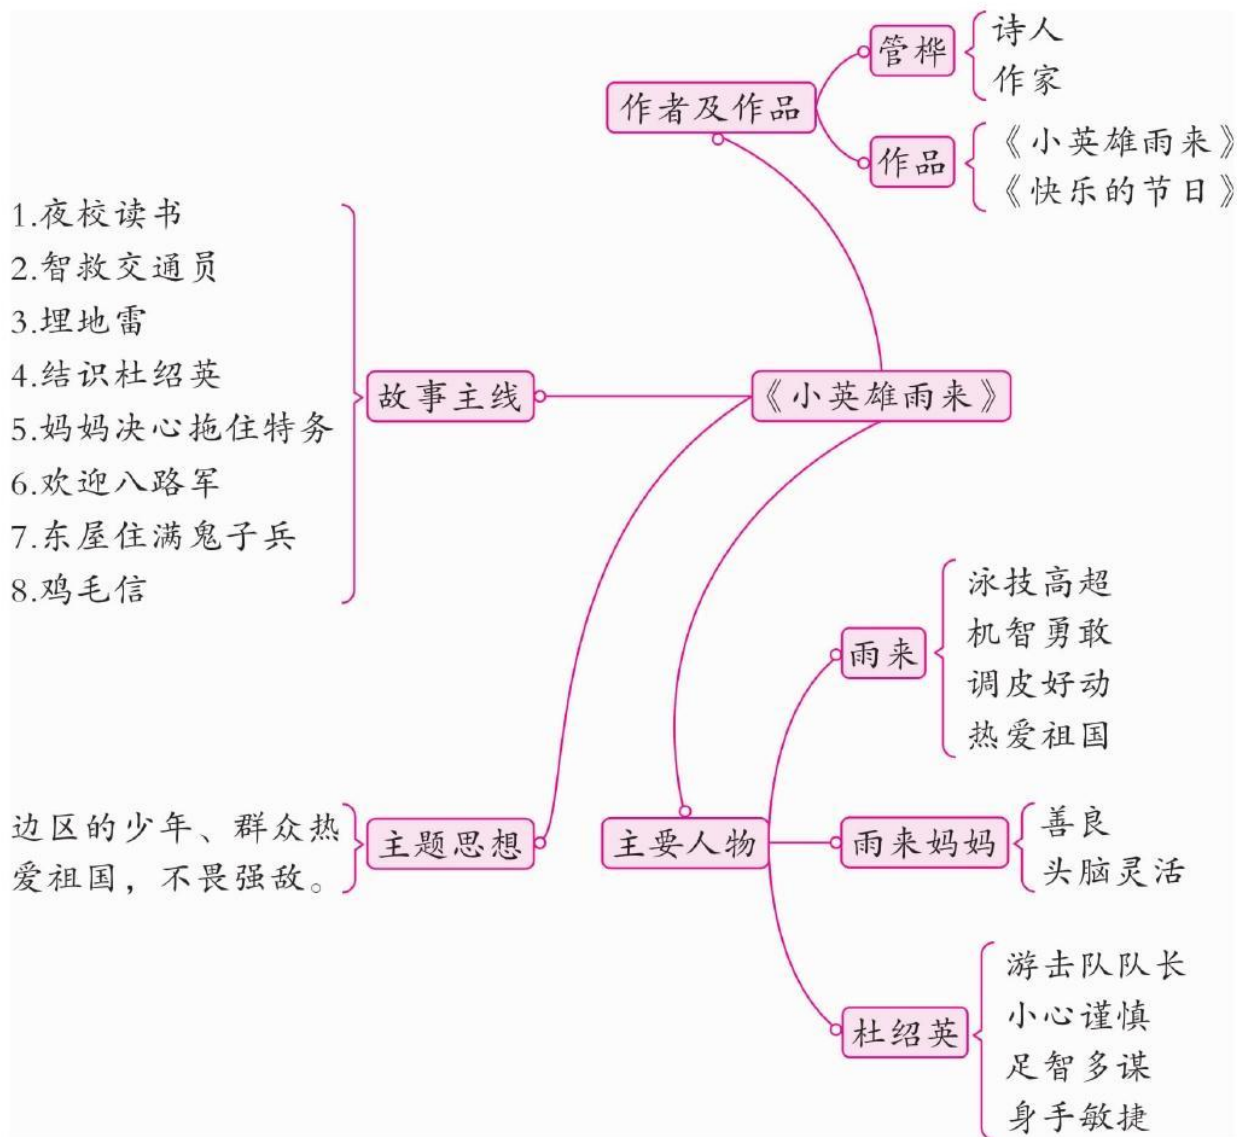 《小英雄雨来》
作者及作品
管桦
诗人
作家
作品
《小英雄雨来》
《快乐的节日》
故事主线
1.夜校读书
2.智救交通员
3.埋地雷
4.结识杜绍英
5.妈妈决心拖住特务
6.欢迎八路军
7.东屋住满鬼子兵
8.鸡毛信
主题思想
边区的少年、群众热
爱祖国，不畏强敌。
主要人物
雨来
泳技高超
机智勇敢
调皮好动
热爱祖国
雨来妈妈
善良
头脑灵活
杜绍英
游击队队长
小心谨慎
足智多谋
身手敏捷